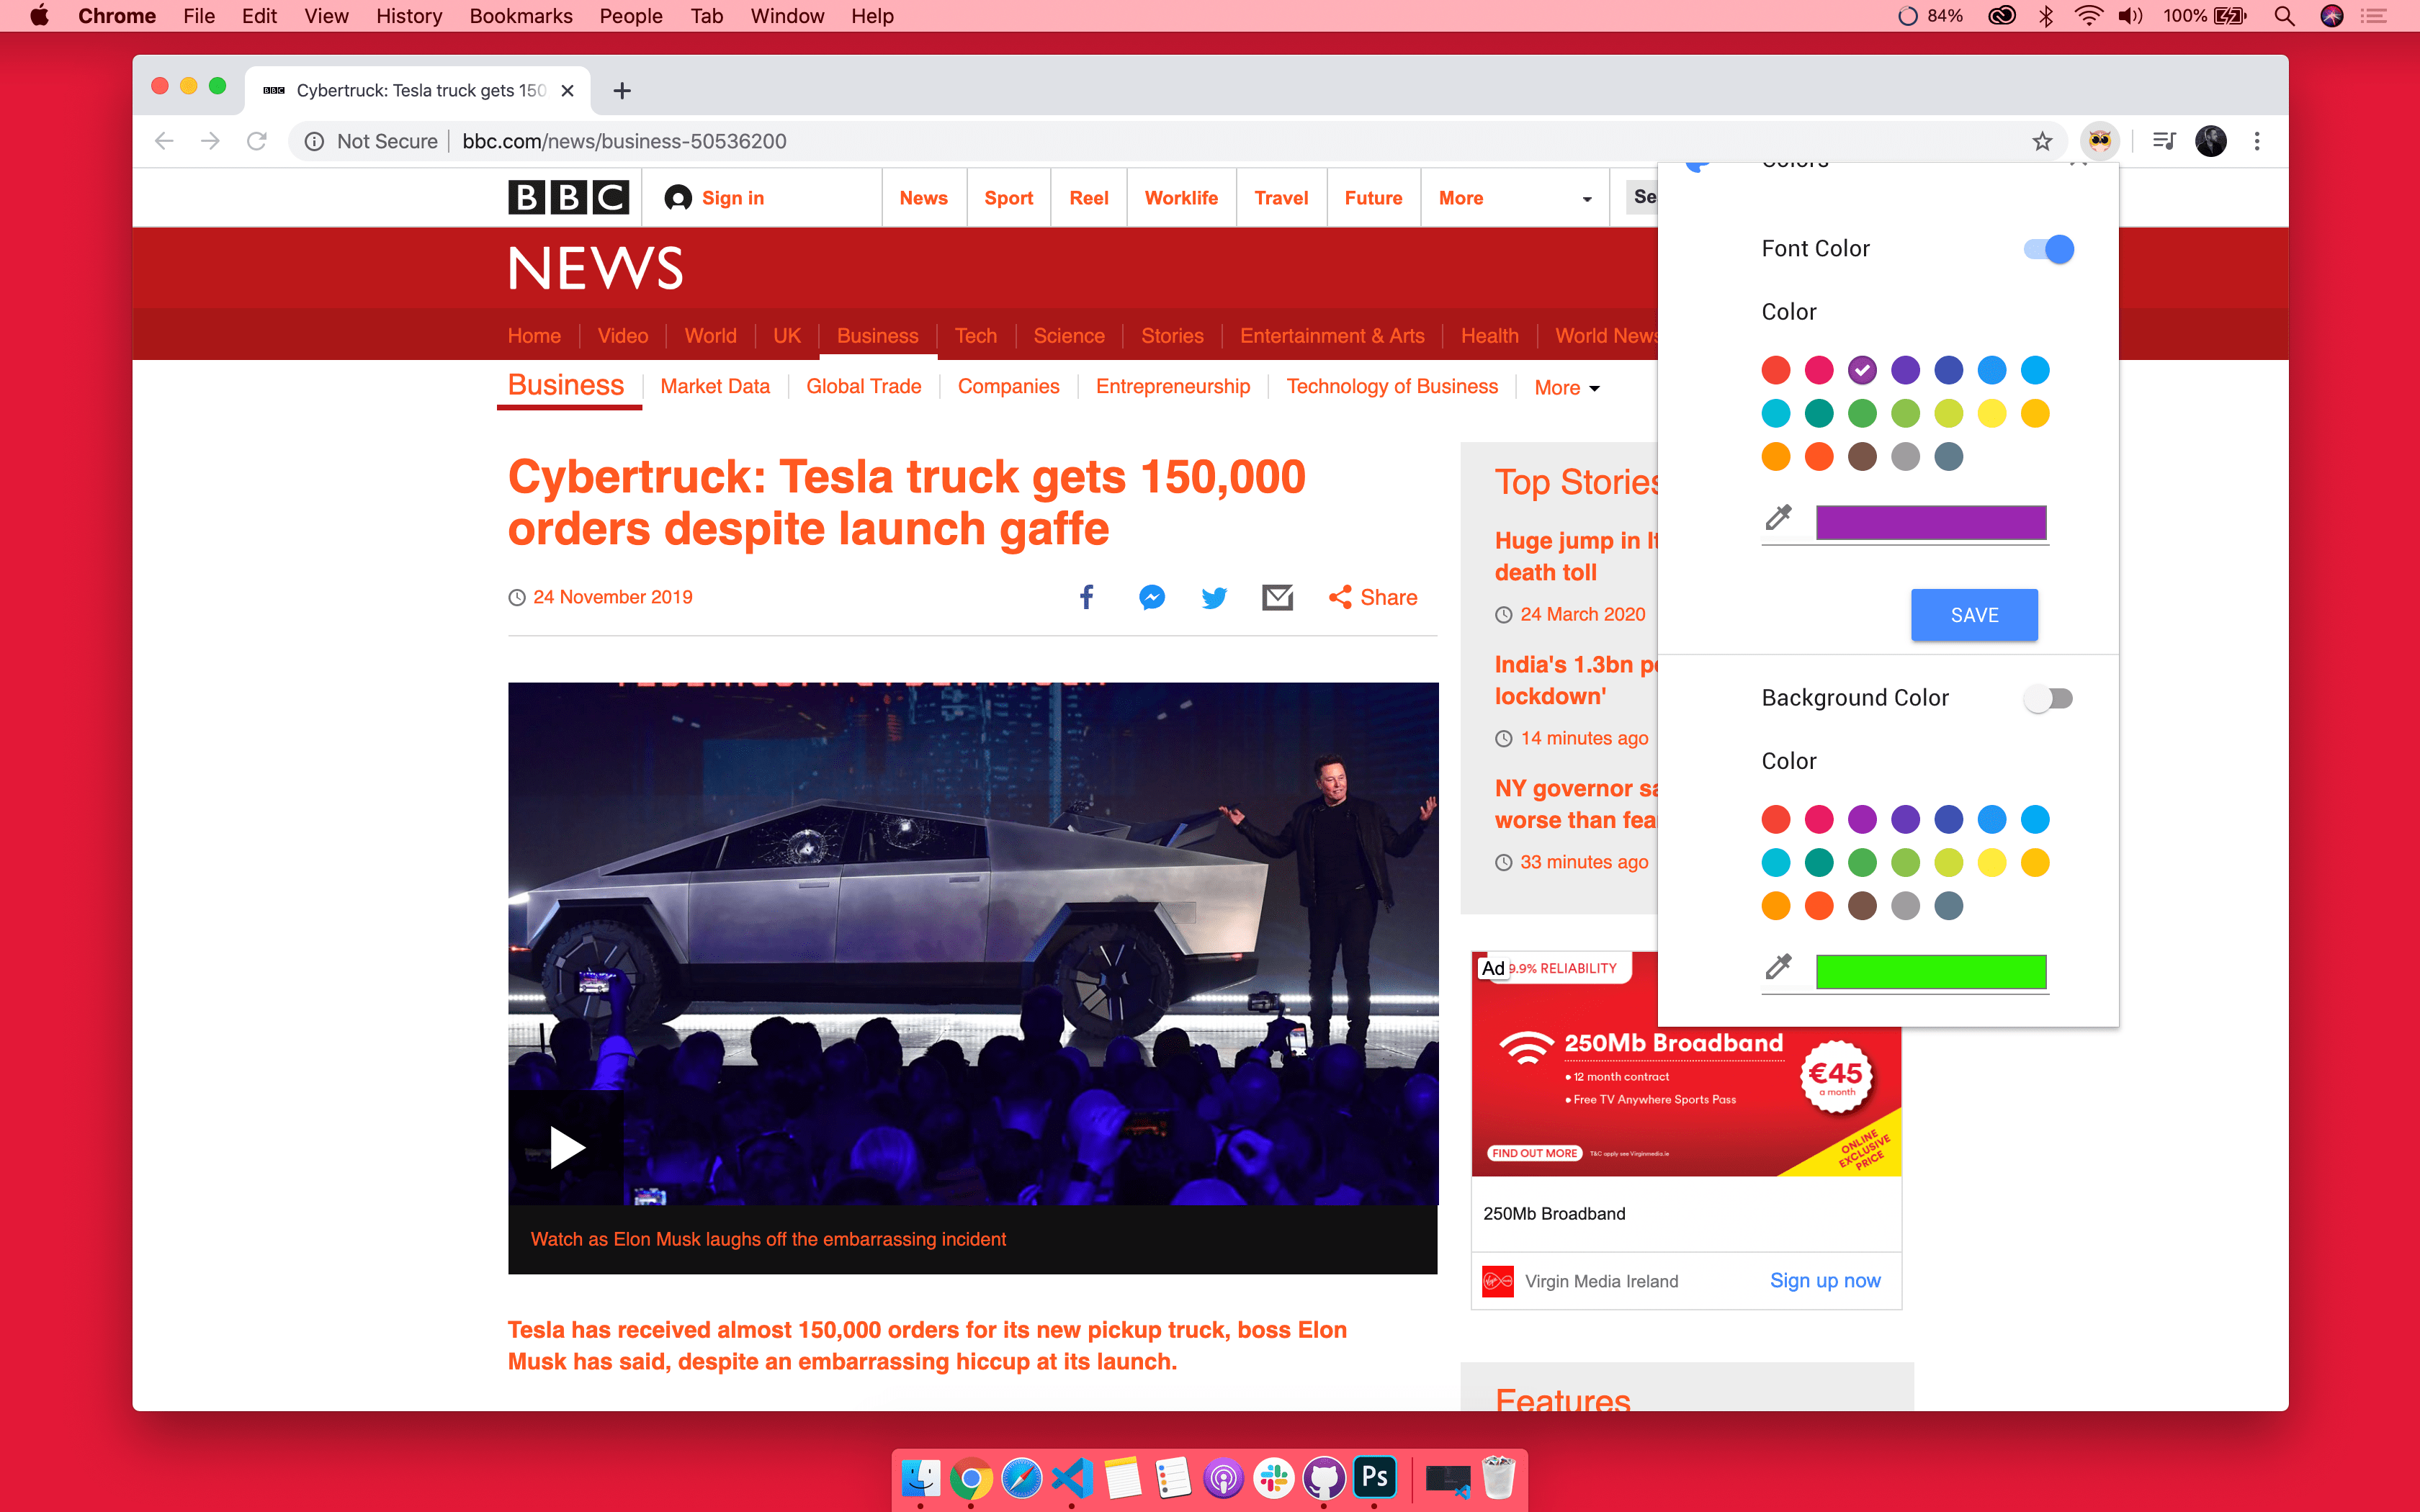 Chrome File Edit View History Bookmarks People Tab Window Help
84% 100%
BBC Cybertruck: Tesla truck gets 150
Not Secure bbc.com/news/business-50536200
BBC Sign in News Sport Reel Worklife Travel Future More Se
NEWS
Home Video World UK Business Tech Science Stories Entertainment & Arts Health World News
Business Market Data Global Trade Companies Entrepreneurship Technology of Business More
Cybertruck: Tesla truck gets 150,000
orders despite launch gaffe
24 November 2019
Share
Watch as Elon Musk laughs off the embarrassing incident
Tesla has received almost 150,000 orders for its new pickup truck, boss Elon
Musk has said, despite an embarrassing hiccup at its launch.
Top Stories
Huge jump in It
death toll
24 March 2020
India's 1.3bn pe
lockdown'
14 minutes ago
NY governor sa
worse than fea
33 minutes ago
Ad 9.9% RELIABILITY
250Mb Broadband
• 12 month contract
• Free TV Anywhere Sports Pass
€45
a month
FIND OUT MORE T&C apply see Virginmedia.ie
ONLINE
EXCLUSIVE
PRICE
250Mb Broadband
Virgin Media Ireland Sign up now
Features
Colors
Font Color
Color
SAVE
Background Color
Color
Ps